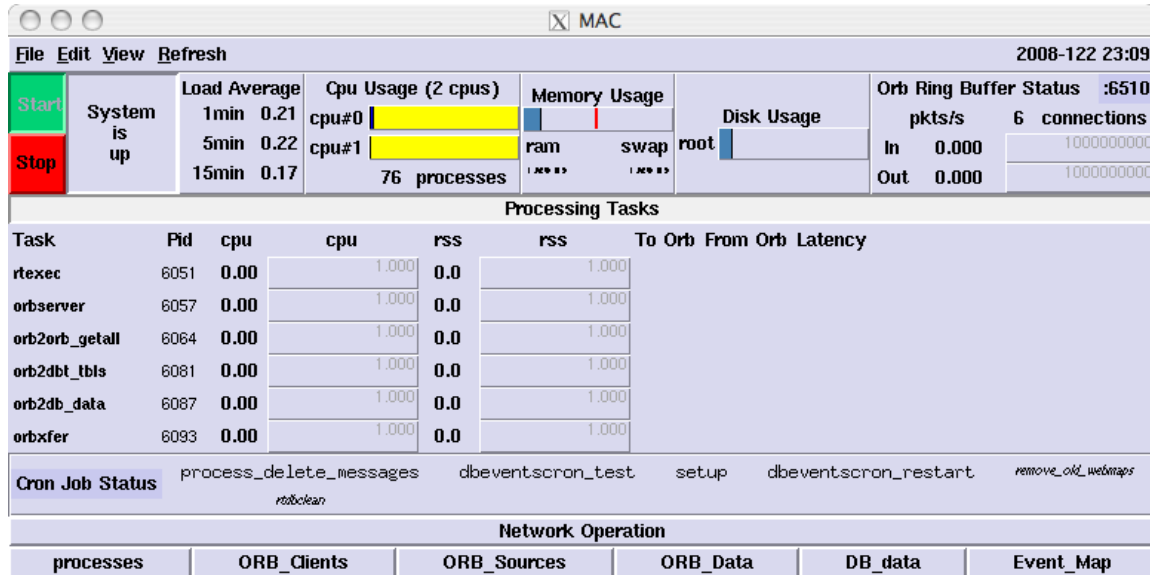 MAC
File Edit View Refresh 2008-122 23:09
Start
System is up
Stop
Load Average
1min 0.21
5min 0.22
15min 0.17
Cpu Usage (2 cpus)
cpu#0
cpu#1
76 processes
Memory Usage
ram swap
Disk Usage
root
Orb Ring Buffer Status :6510
pkts/s 6 connections
In 0.000 1000000000
Out 0.000 1000000000
Processing Tasks
Task Pid cpu cpu rss rss To Orb From Orb Latency
rtexec 6051 0.00 1.000 0.0 1.000
orbserver 6057 0.00 1.000 0.0 1.000
orb2orb_getall 6064 0.00 1.000 0.0 1.000
orb2dbt_tbls 6081 0.00 1.000 0.0 1.000
orb2db_data 6087 0.00 1.000 0.0 1.000
orbxfer 6093 0.00 1.000 0.0 1.000
Cron Job Status process_delete_messages dbeventscron_test setup dbeventscron_restart remove_old_webmaps
rtdbclean
Network Operation
processes ORB_Clients ORB_Sources ORB_Data DB_data Event_Map